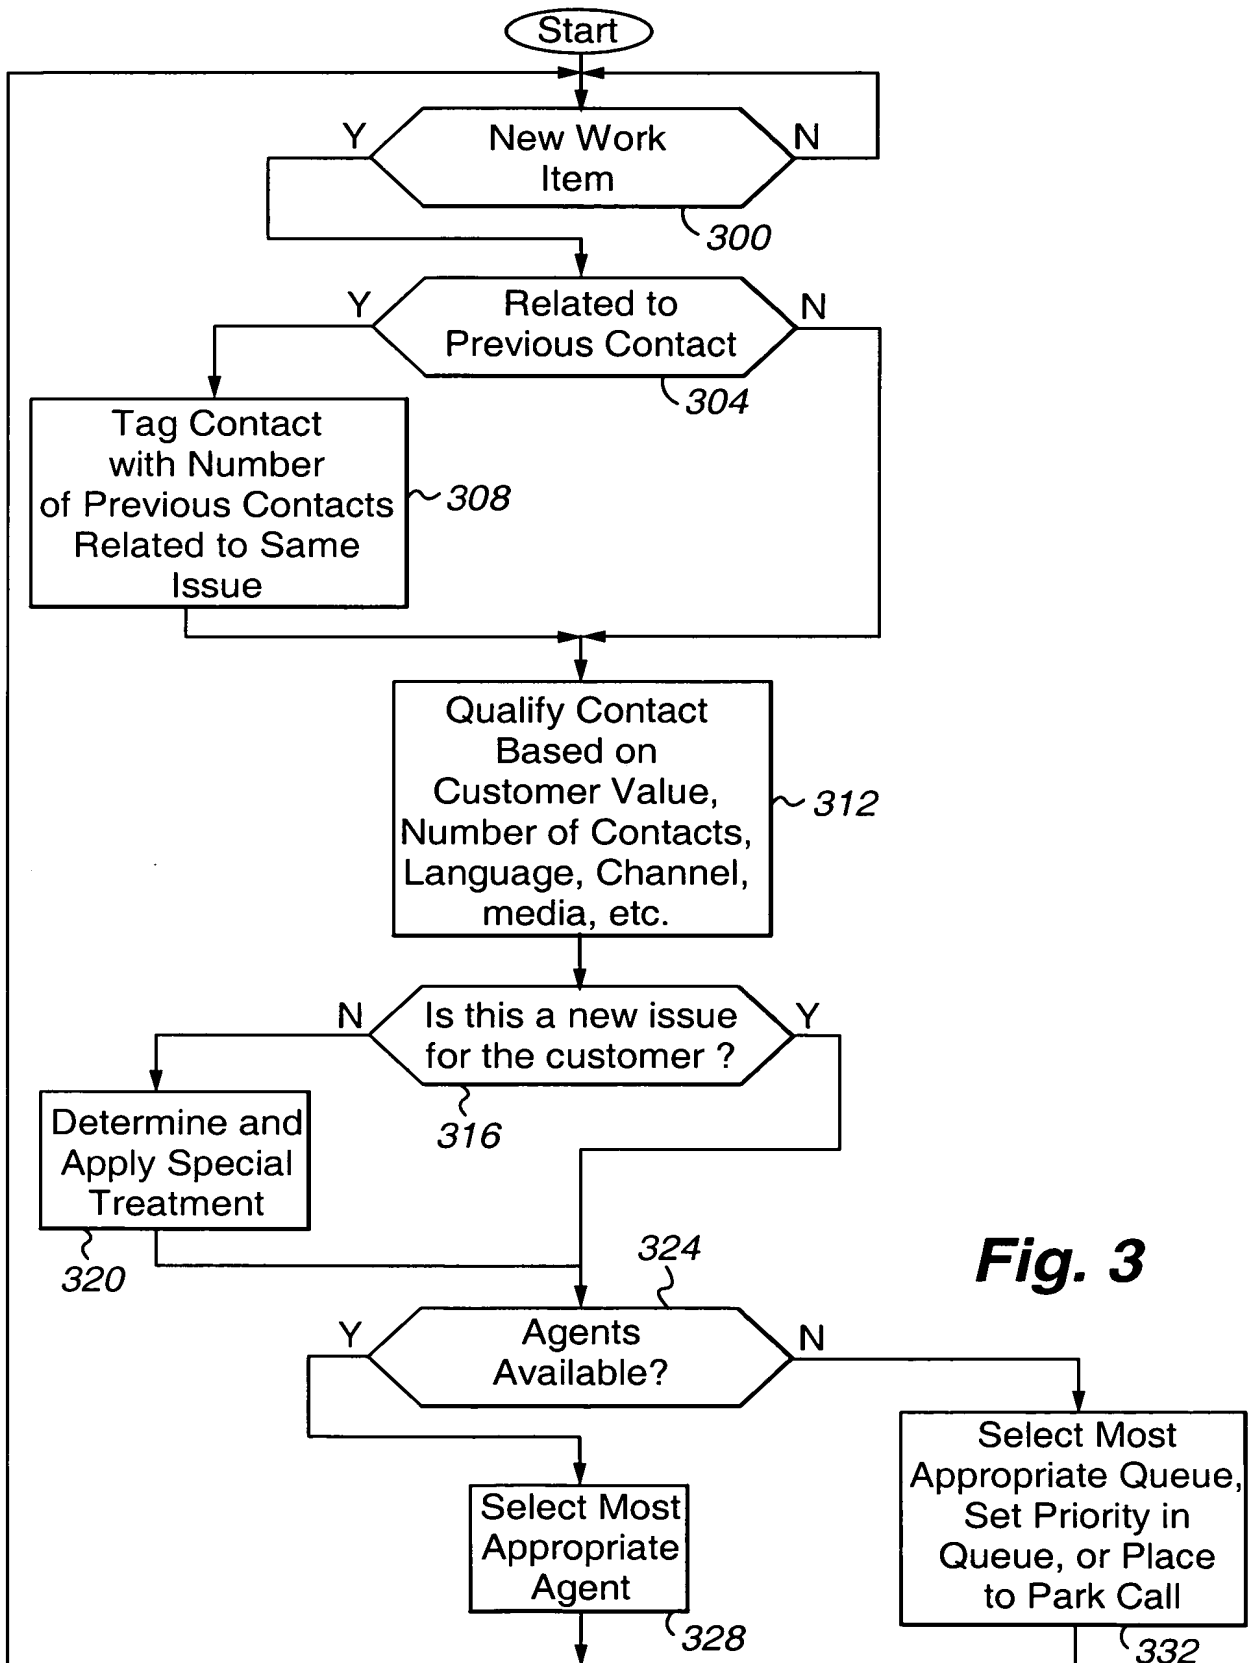 Start
Y
New Work
Item
N
300
Y
Related to
Previous Contact
N
304
Tag Contact
with Number
of Previous Contacts
Related to Same
Issue
308
Qualify Contact
Based on
Customer Value,
Number of Contacts,
Language, Channel,
media, etc.
312
N
Is this a new issue
for the customer ?
Y
316
Determine and
Apply Special
Treatment
320
324
Fig. 3
Y
Agents
Available?
N
Select Most
Appropriate
Agent
328
Select Most
Appropriate Queue,
Set Priority in
Queue, or Place
to Park Call
332